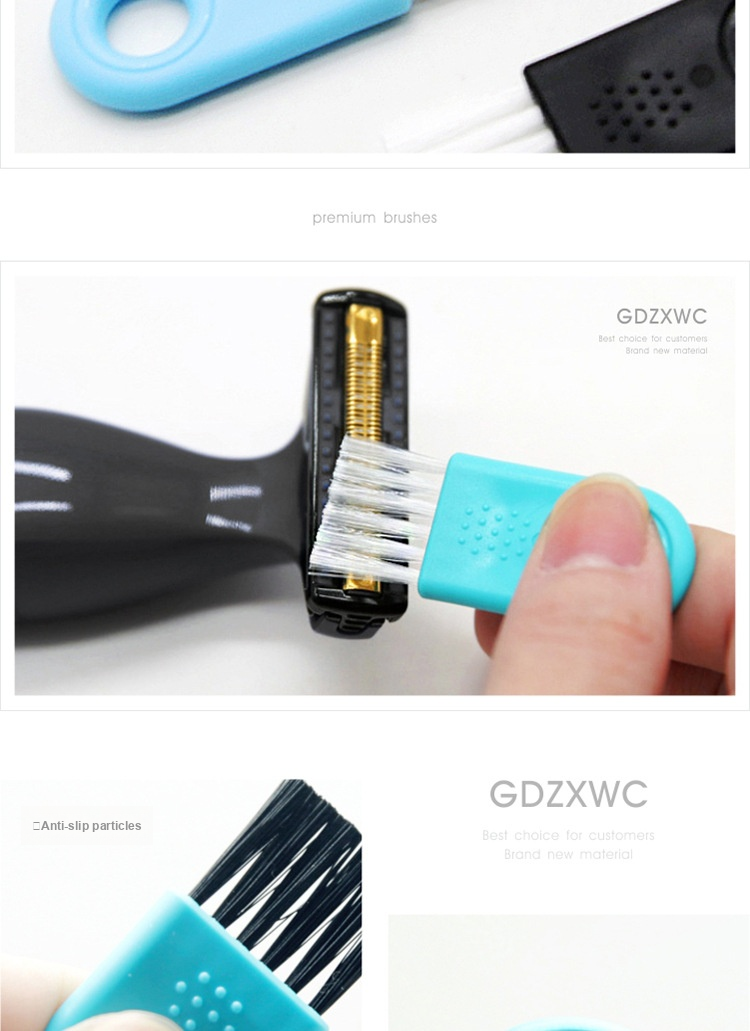 premium brushes
GDZXWC
Best choice for customers
Brand new material
□Anti-slip particles
GDZXWC
Best choice for customers
Brand new material